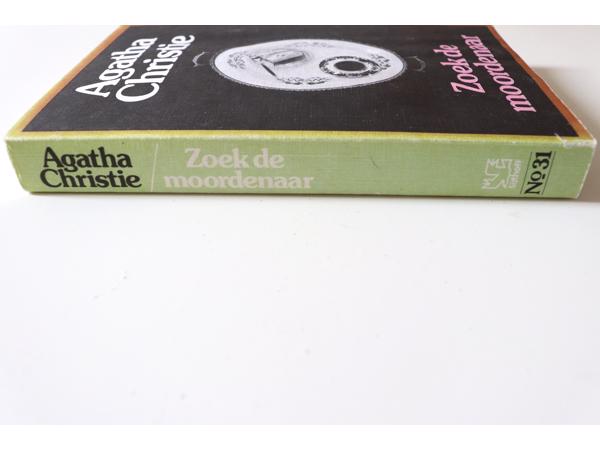 Agatha
Christie
Zoek de
moordenaar
Agatha
Christie
Zoek de
moordenaar
No 31